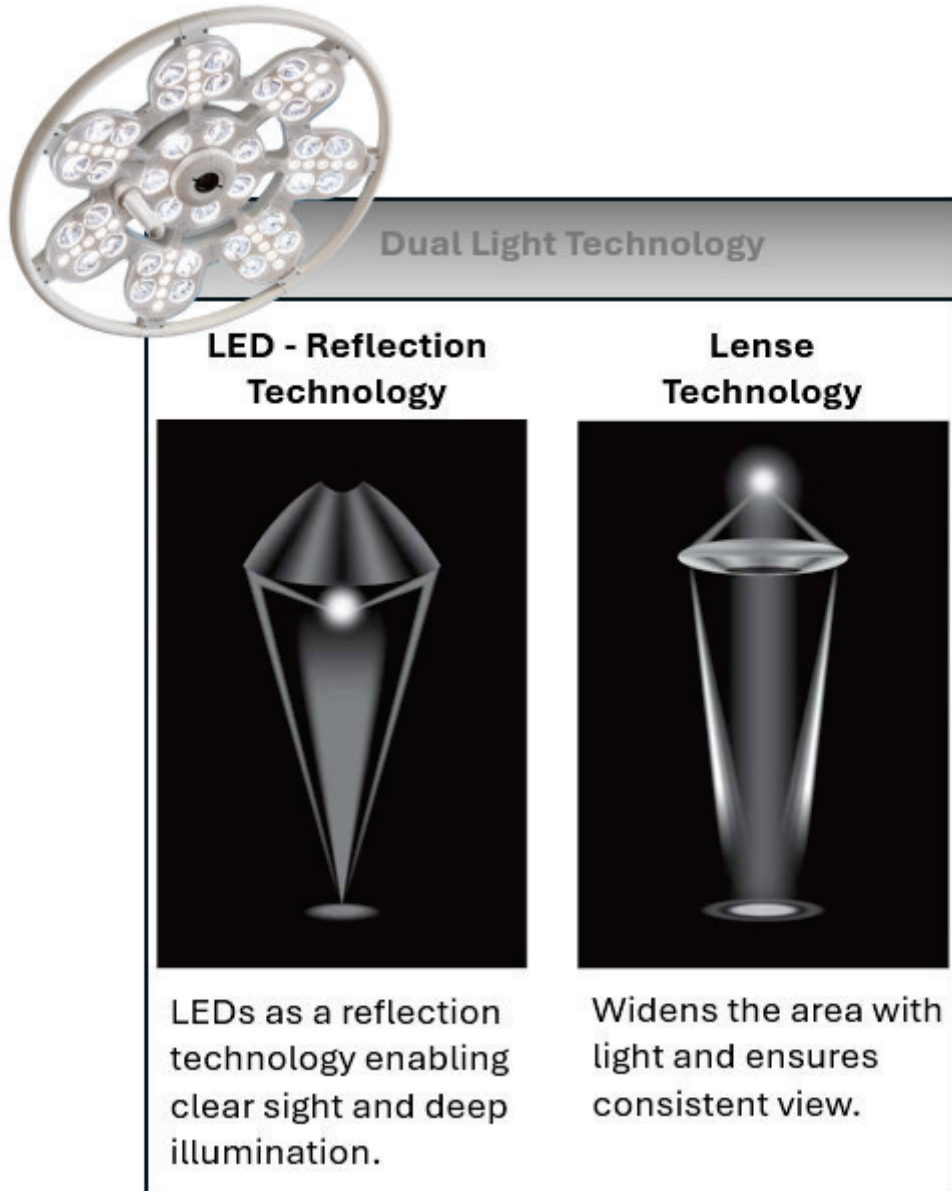 Dual Light Technology
LED - Reflection
Technology
Lense
Technology
LEDs as a reflection
technology enabling
clear sight and deep
illumination.
Widens the area with
light and ensures
consistent view.